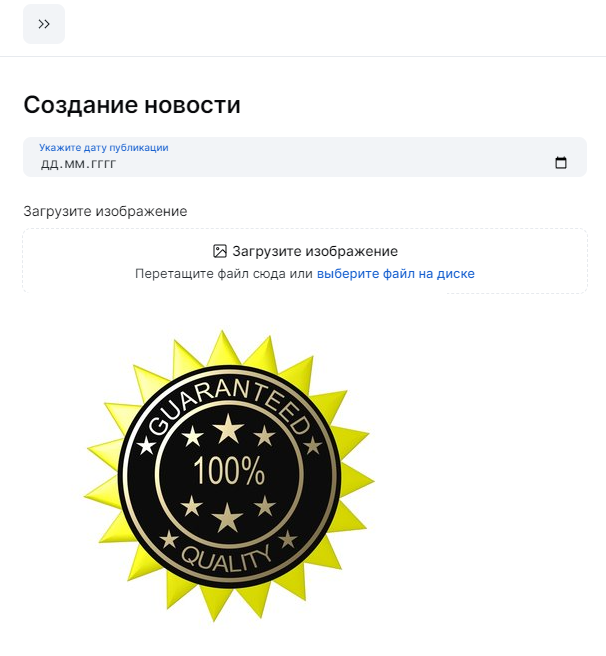 Создание новости
Укажите дату публикации
дд.мм.гггг
Загрузите изображение
Загрузите изображение
Перетащите файл сюда или выберите файл на диске
GUARANTEED
100%
QUALITY